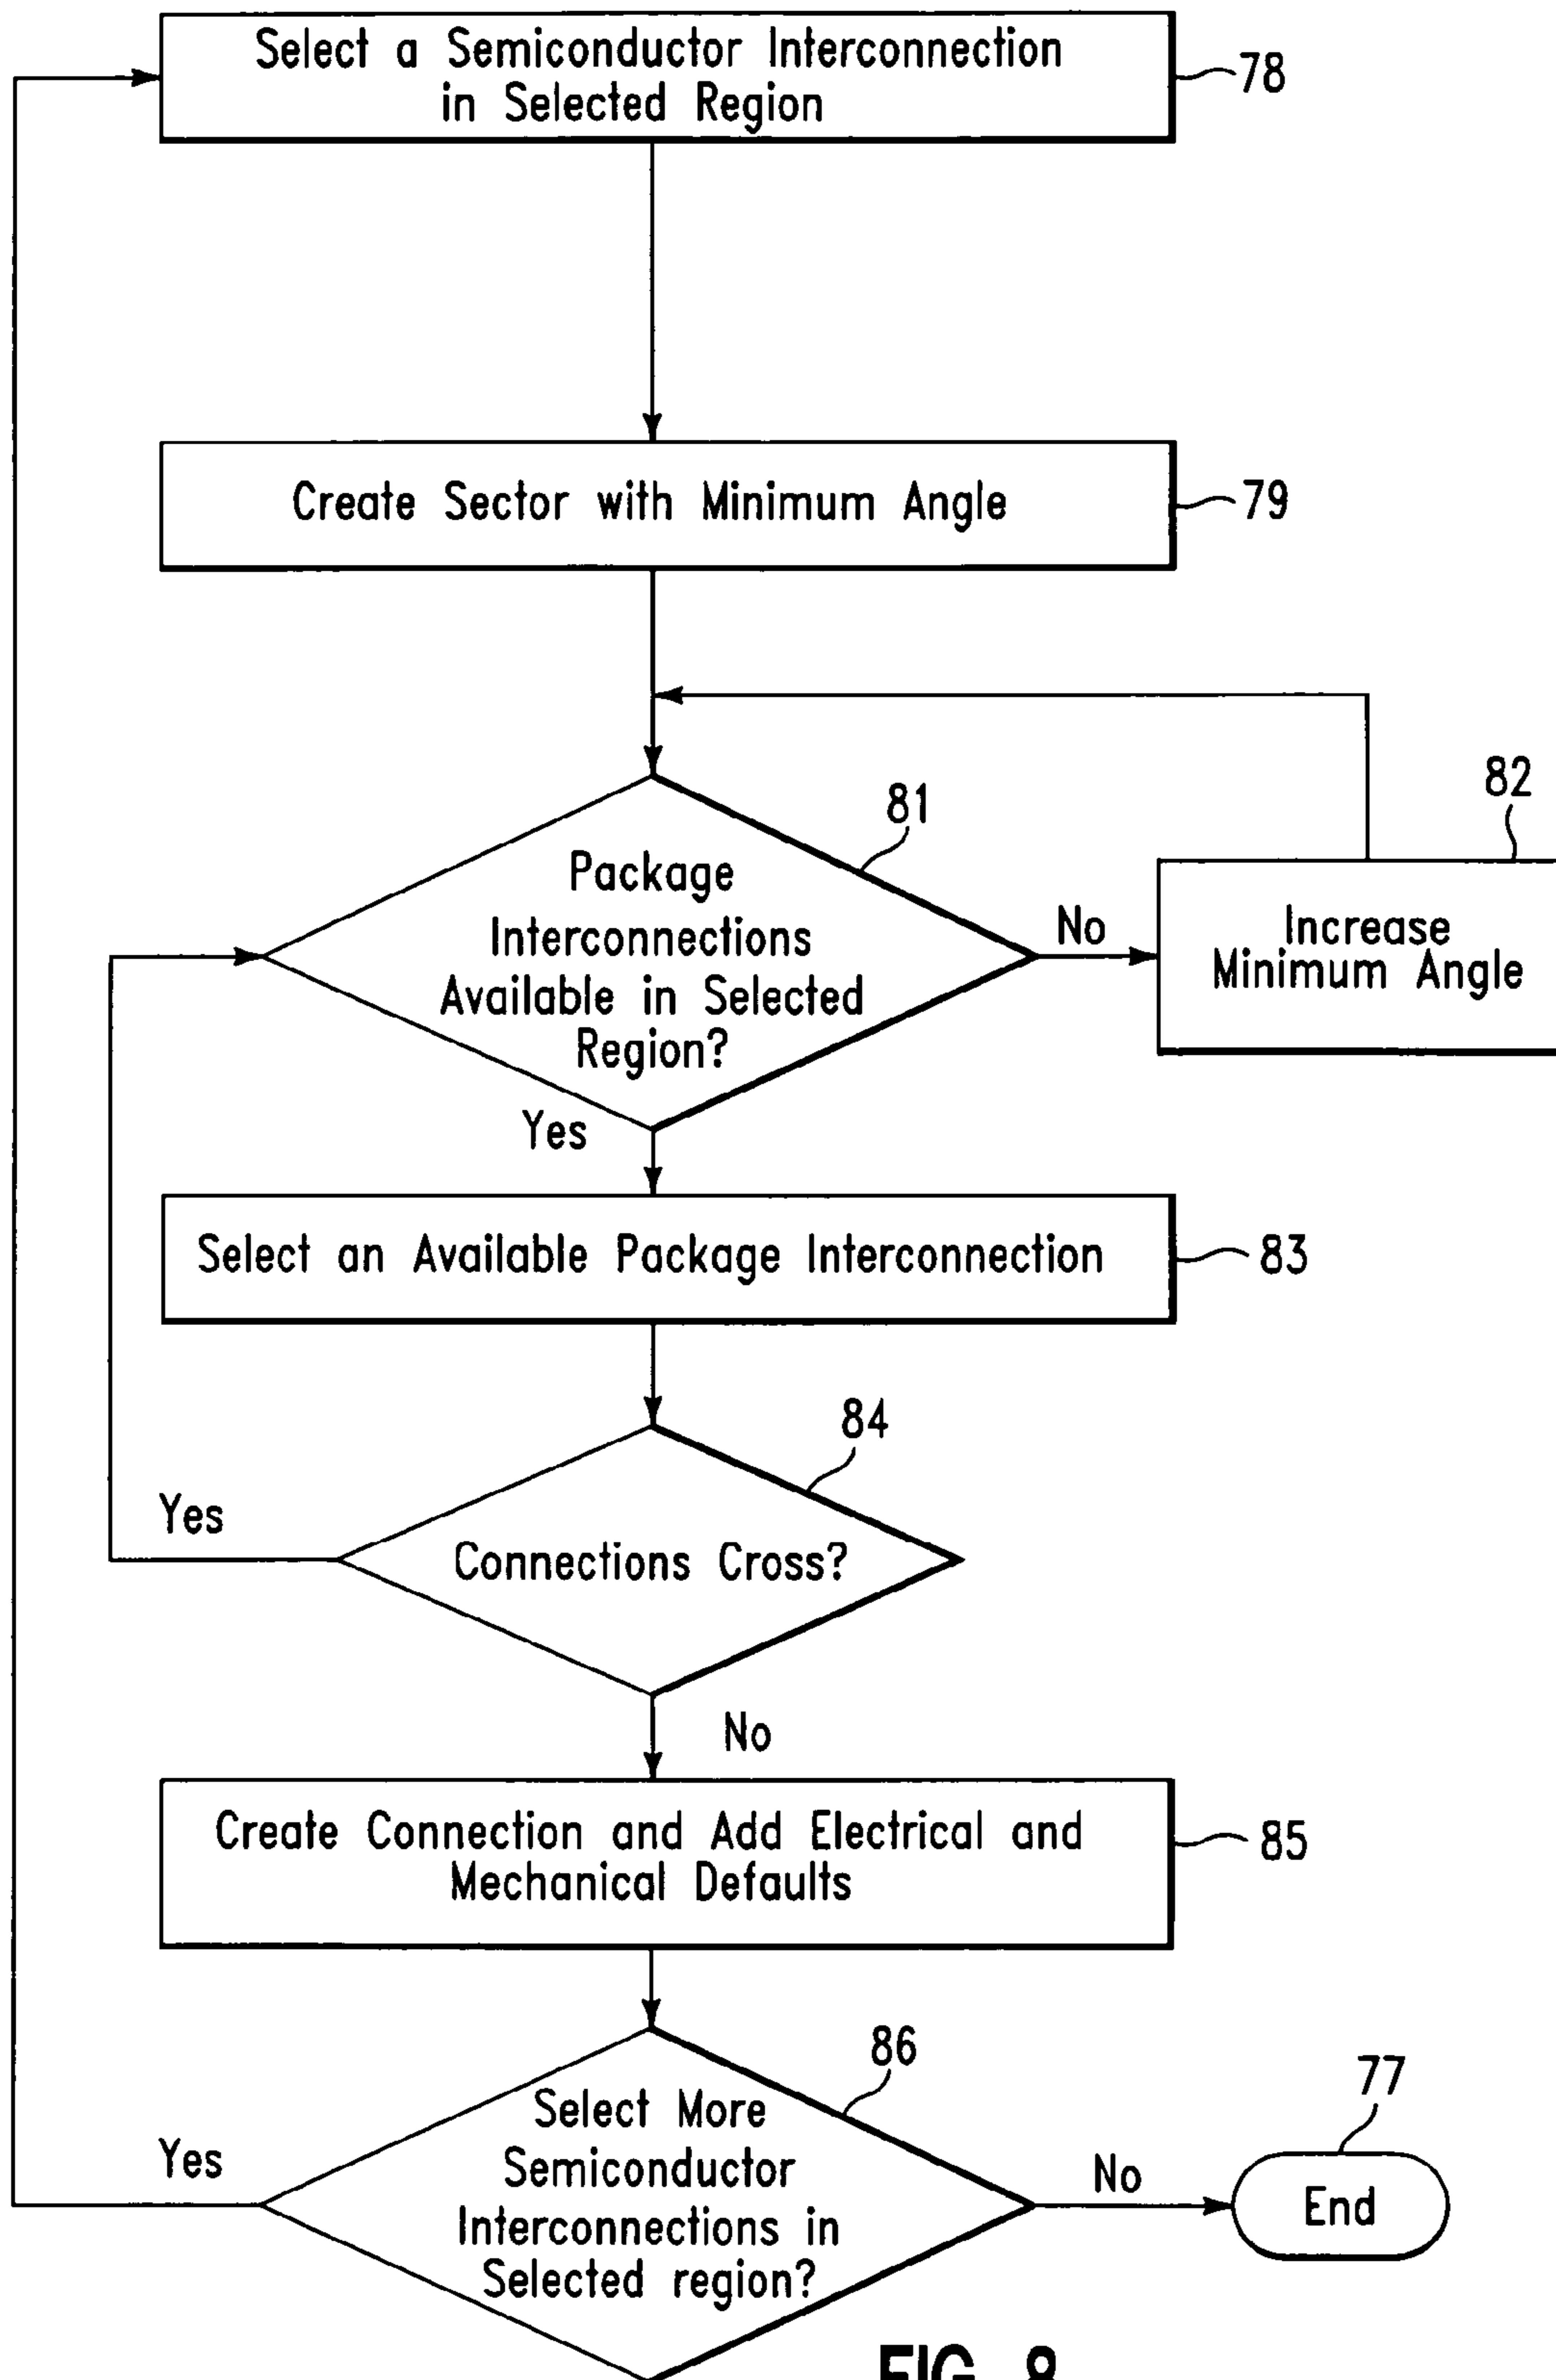 Select a Semiconductor Interconnection
in Selected Region
78
Create Sector with Minimum Angle
79
81
82
Package
Interconnections
Available in Selected
Region?
No
Increase
Minimum Angle
Yes
Select an Available Package Interconnection
83
84
Yes
Connections Cross?
No
Create Connection and Add Electrical and
Mechanical Defaults
85
86
77
Select More
Semiconductor
Interconnections in
Selected region?
Yes
No
End
FIG. 8